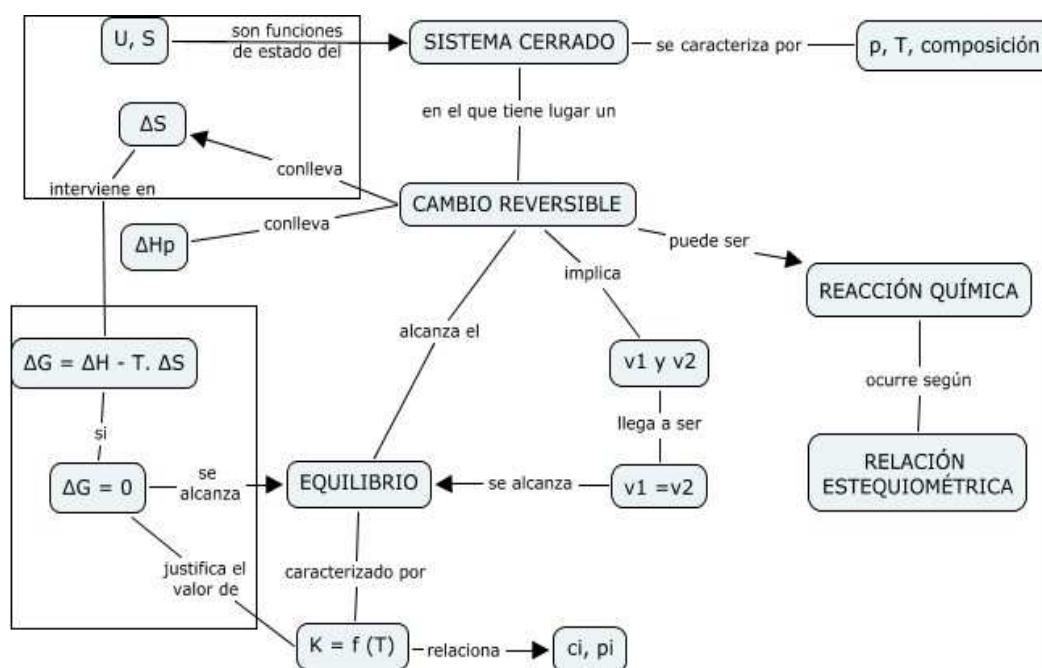 U, S
son funciones
de estado del
SISTEMA CERRADO
se caracteriza por
p, T, composición
en el que tiene lugar un
ΔS
conlleva
interviene en
CAMBIO REVERSIBLE
conlleva
ΔHp
puede ser
implica
REACCIÓN QUÍMICA
alcanza el
ΔG = ΔH - T. ΔS
v1 y v2
ocurre según
si
llega a ser
RELACIÓN
ESTEQUIOMÉTRICA
ΔG = 0
se
alcanza
EQUILIBRIO
se alcanza
v1 =v2
justifica el
valor de
caracterizado por
K = f (T)
relaciona
ci, pi